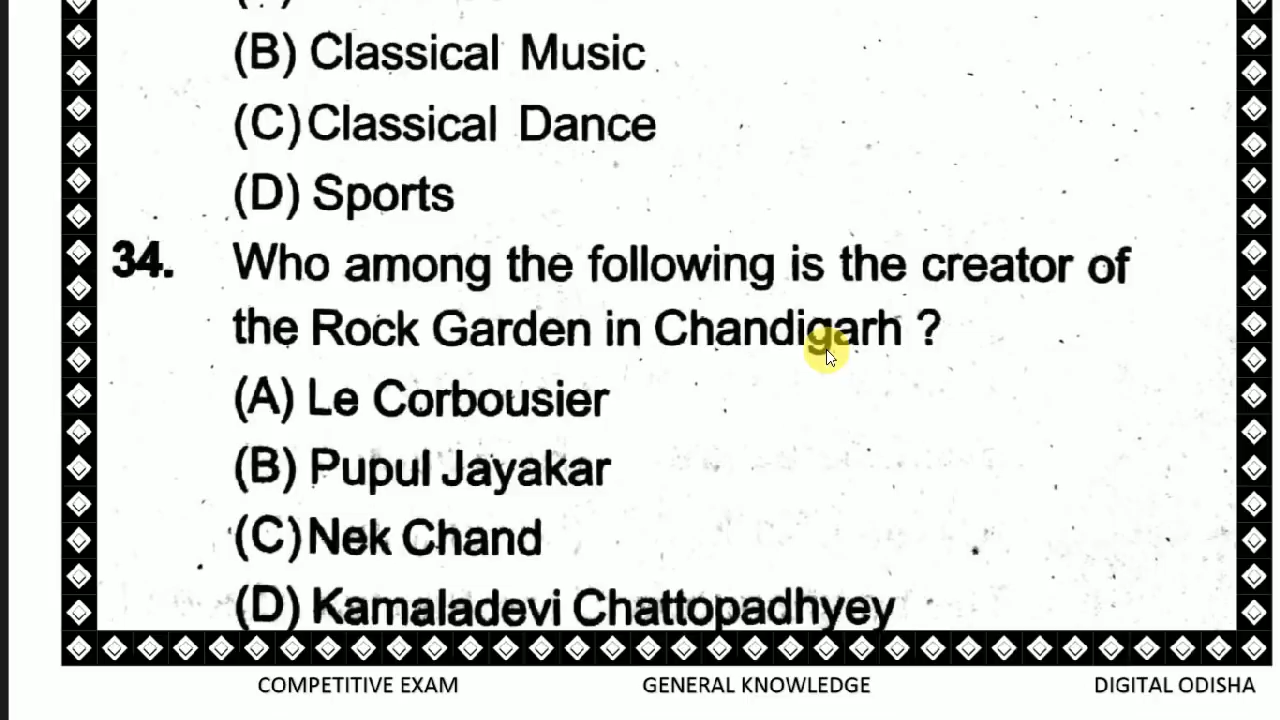 (B) Classical Music
(C) Classical Dance
(D) Sports
34. Who among the following is the creator of
the Rock Garden in Chandigarh ?
(A) Le Corbousier
(B) Pupul Jayakar
(C) Nek Chand
(D) Kamaladevi Chattopadhyey
COMPETITIVE EXAM GENERAL KNOWLEDGE DIGITAL ODISHA